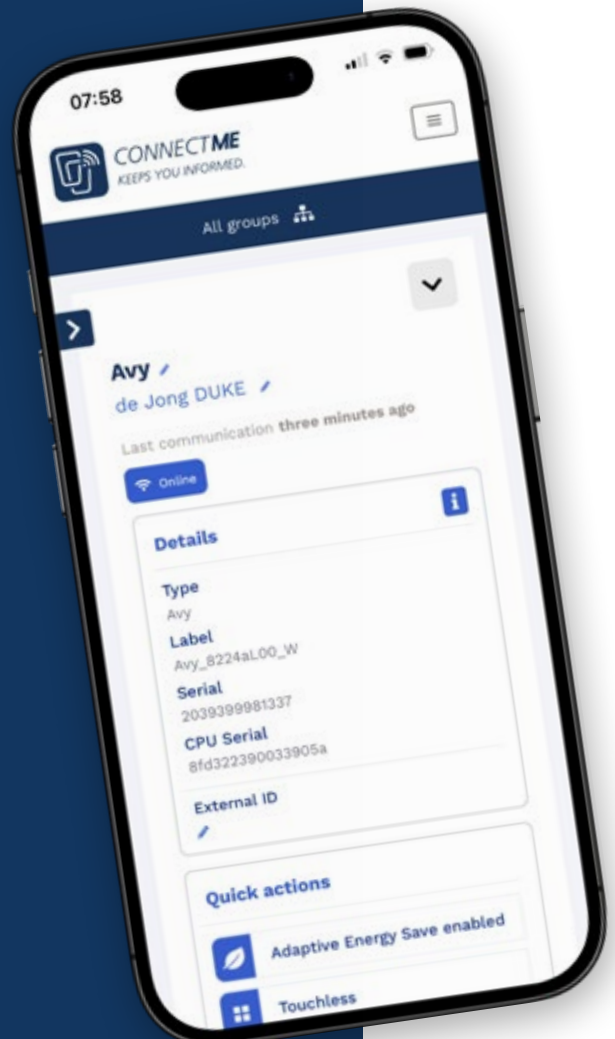 07:58
CONNECTME
KEEPS YOU INFORMED.
All groups
Avy
de Jong DUKE
Last communication three minutes ago
Online
Details
Type
Avy
Label
Avy_8224aL00_W
Serial
2039399981337
CPU Serial
8fd322390033905a
External ID
Quick actions
Adaptive Energy Save enabled
Touchless